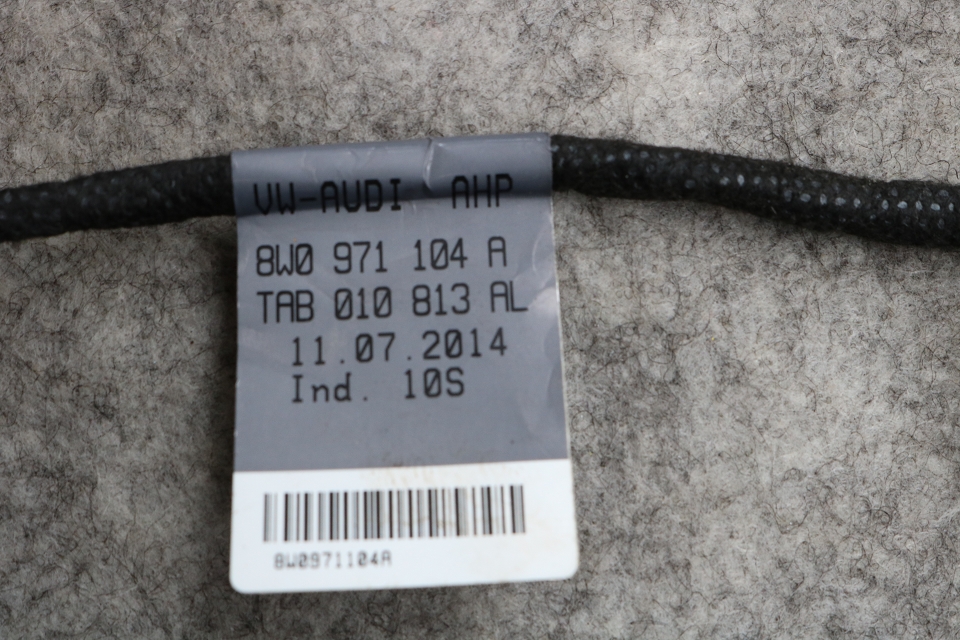 VW-AUDI AHP
8W0 971 104 A
TAB 010 813 AL
11.07.2014
Ind. 10S
8W0971104A